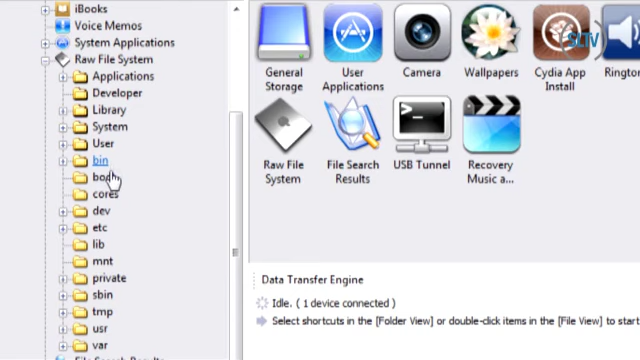 iBooks
Voice Memos
System Applications
Raw File System
Applications
Developer
Library
System
User
bin
boot
cores
dev
etc
lib
mnt
private
sbin
tmp
usr
var
General Storage
User Applications
Camera
Wallpapers
Cydia App Install
SCTV
Raw File System
File Search Results
USB Tunnel
Recovery Music a...
Data Transfer Engine
Idle. ( 1 device connected )
Select shortcuts in the [Folder View] or double-click items in the [File View] to start